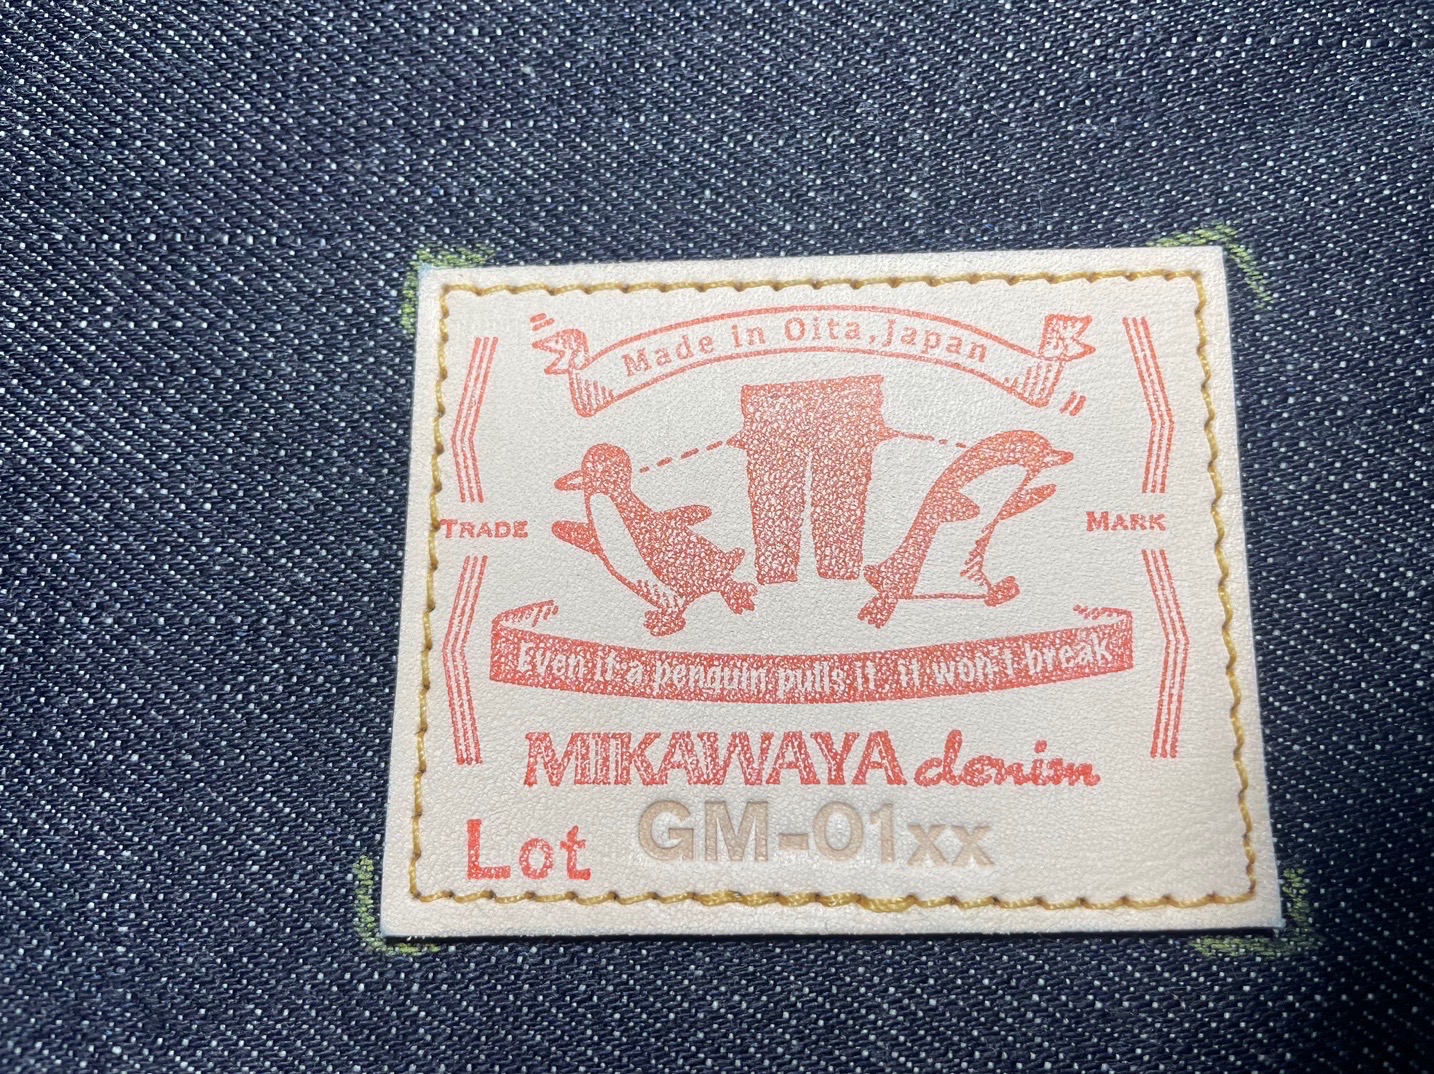 Made in Oita, Japan
TRADE MARK
Even if a penguin pulls it, it won't break
MIKAWAYA denim
Lot GM-01xx